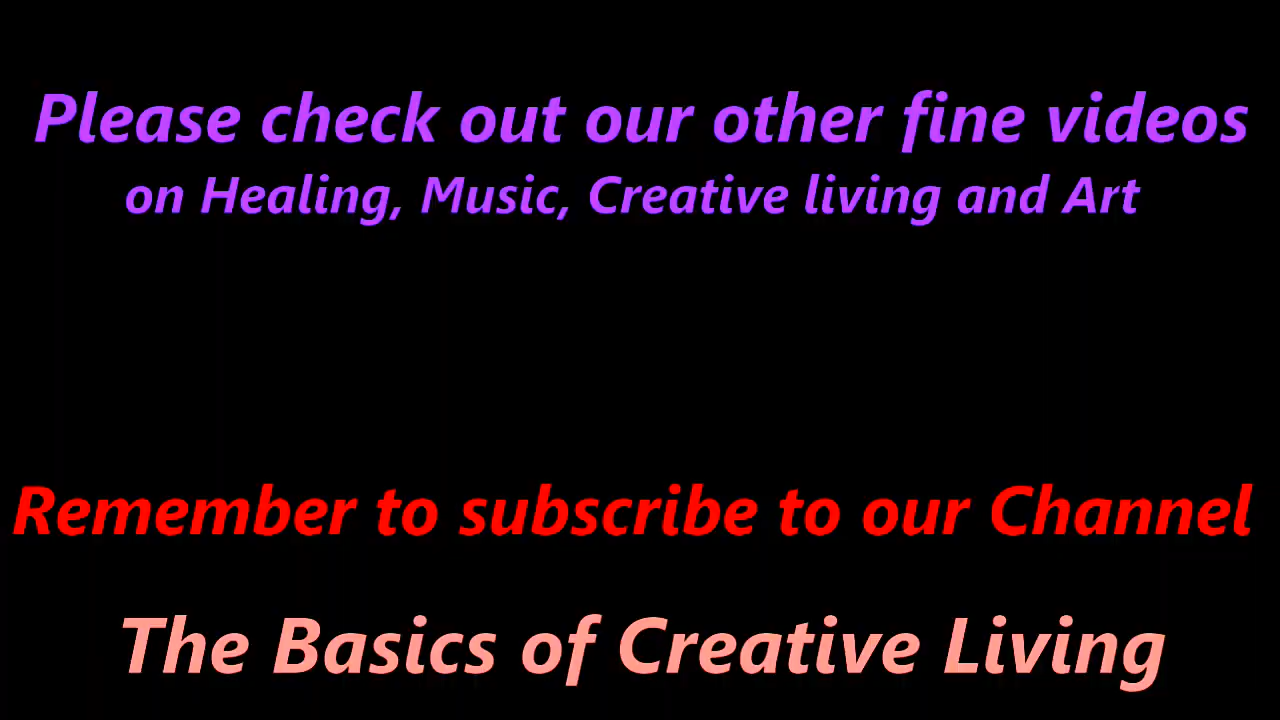 Please check out our other fine videos
on Healing, Music, Creative living and Art
Remember to subscribe to our Channel
The Basics of Creative Living